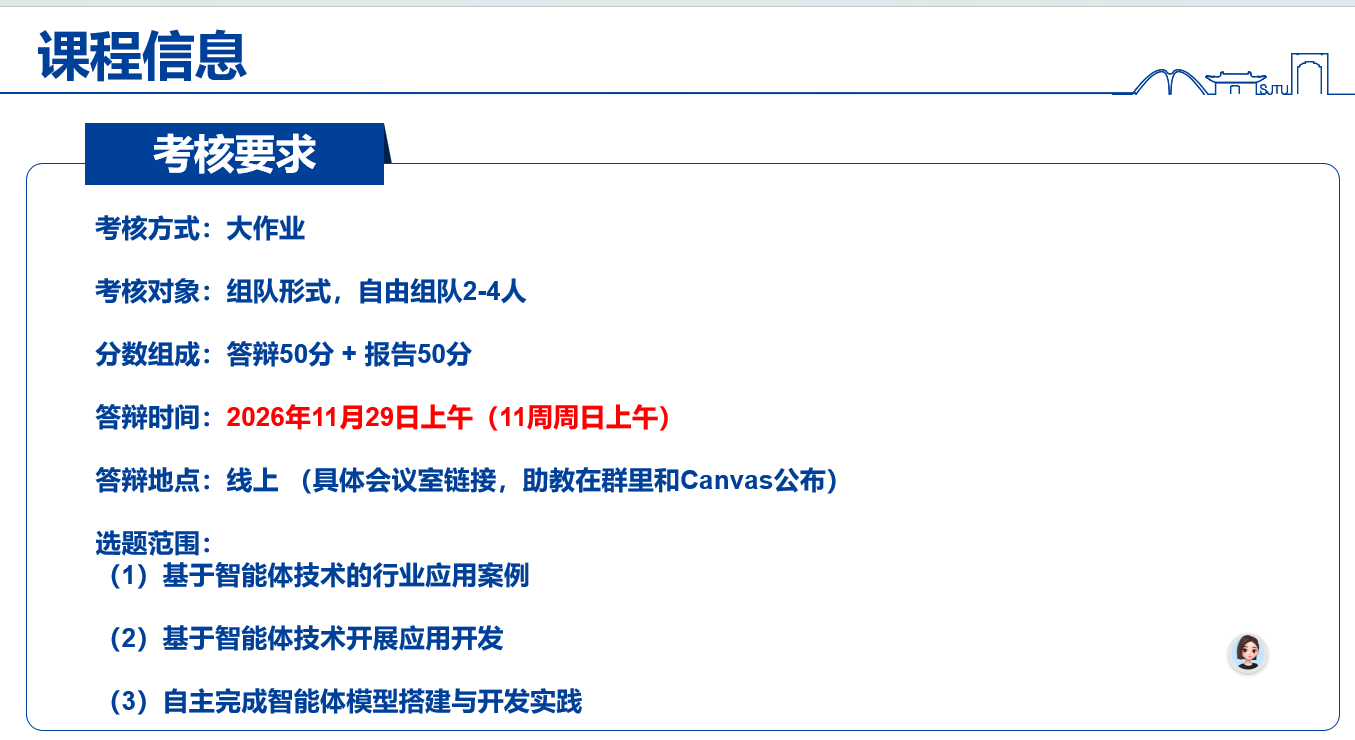 课程信息
考核要求
考核方式：大作业
考核对象：组队形式，自由组队2-4人
分数组成：答辩50分 + 报告50分
答辩时间：2026年11月29日上午（11周周日上午）
答辩地点：线上 （具体会议室链接，助教在群里和Canvas公布）
选题范围：
（1）基于智能体技术的行业应用案例
（2）基于智能体技术开展应用开发
（3）自主完成智能体模型搭建与开发实践